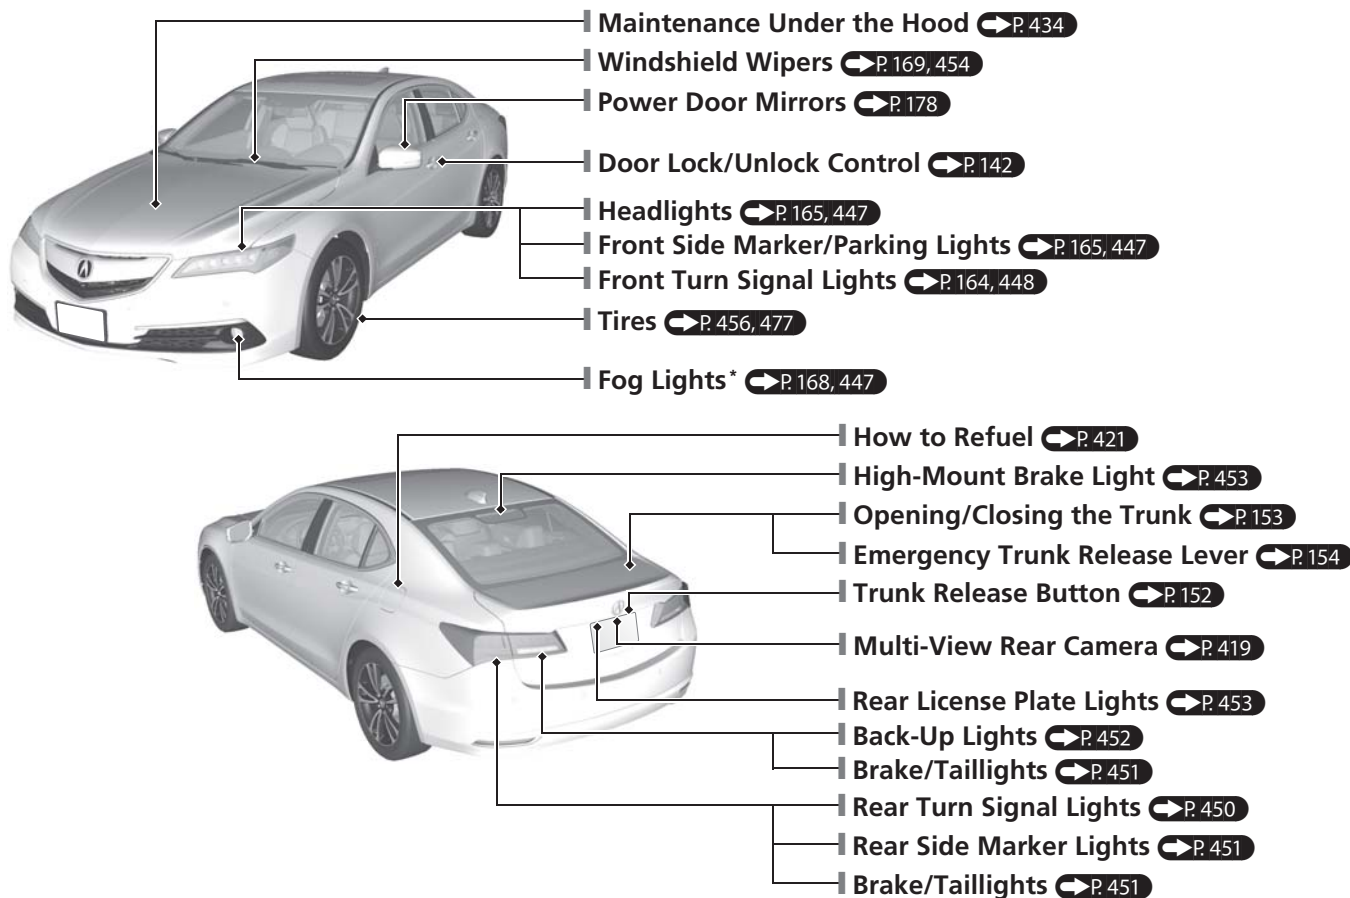 Maintenance Under the Hood P. 434
Windshield Wipers P. 169, 454
Power Door Mirrors P. 178
Door Lock/Unlock Control P. 142
Headlights P. 165, 447
Front Side Marker/Parking Lights P. 165, 447
Front Turn Signal Lights P. 164, 448
Tires P. 456, 477
Fog Lights* P. 168, 447
How to Refuel P. 421
High-Mount Brake Light P. 453
Opening/Closing the Trunk P. 153
Emergency Trunk Release Lever P. 154
Trunk Release Button P. 152
Multi-View Rear Camera P. 419
Rear License Plate Lights P. 453
Back-Up Lights P. 452
Brake/Taillights P. 451
Rear Turn Signal Lights P. 450
Rear Side Marker Lights P. 451
Brake/Taillights P. 451